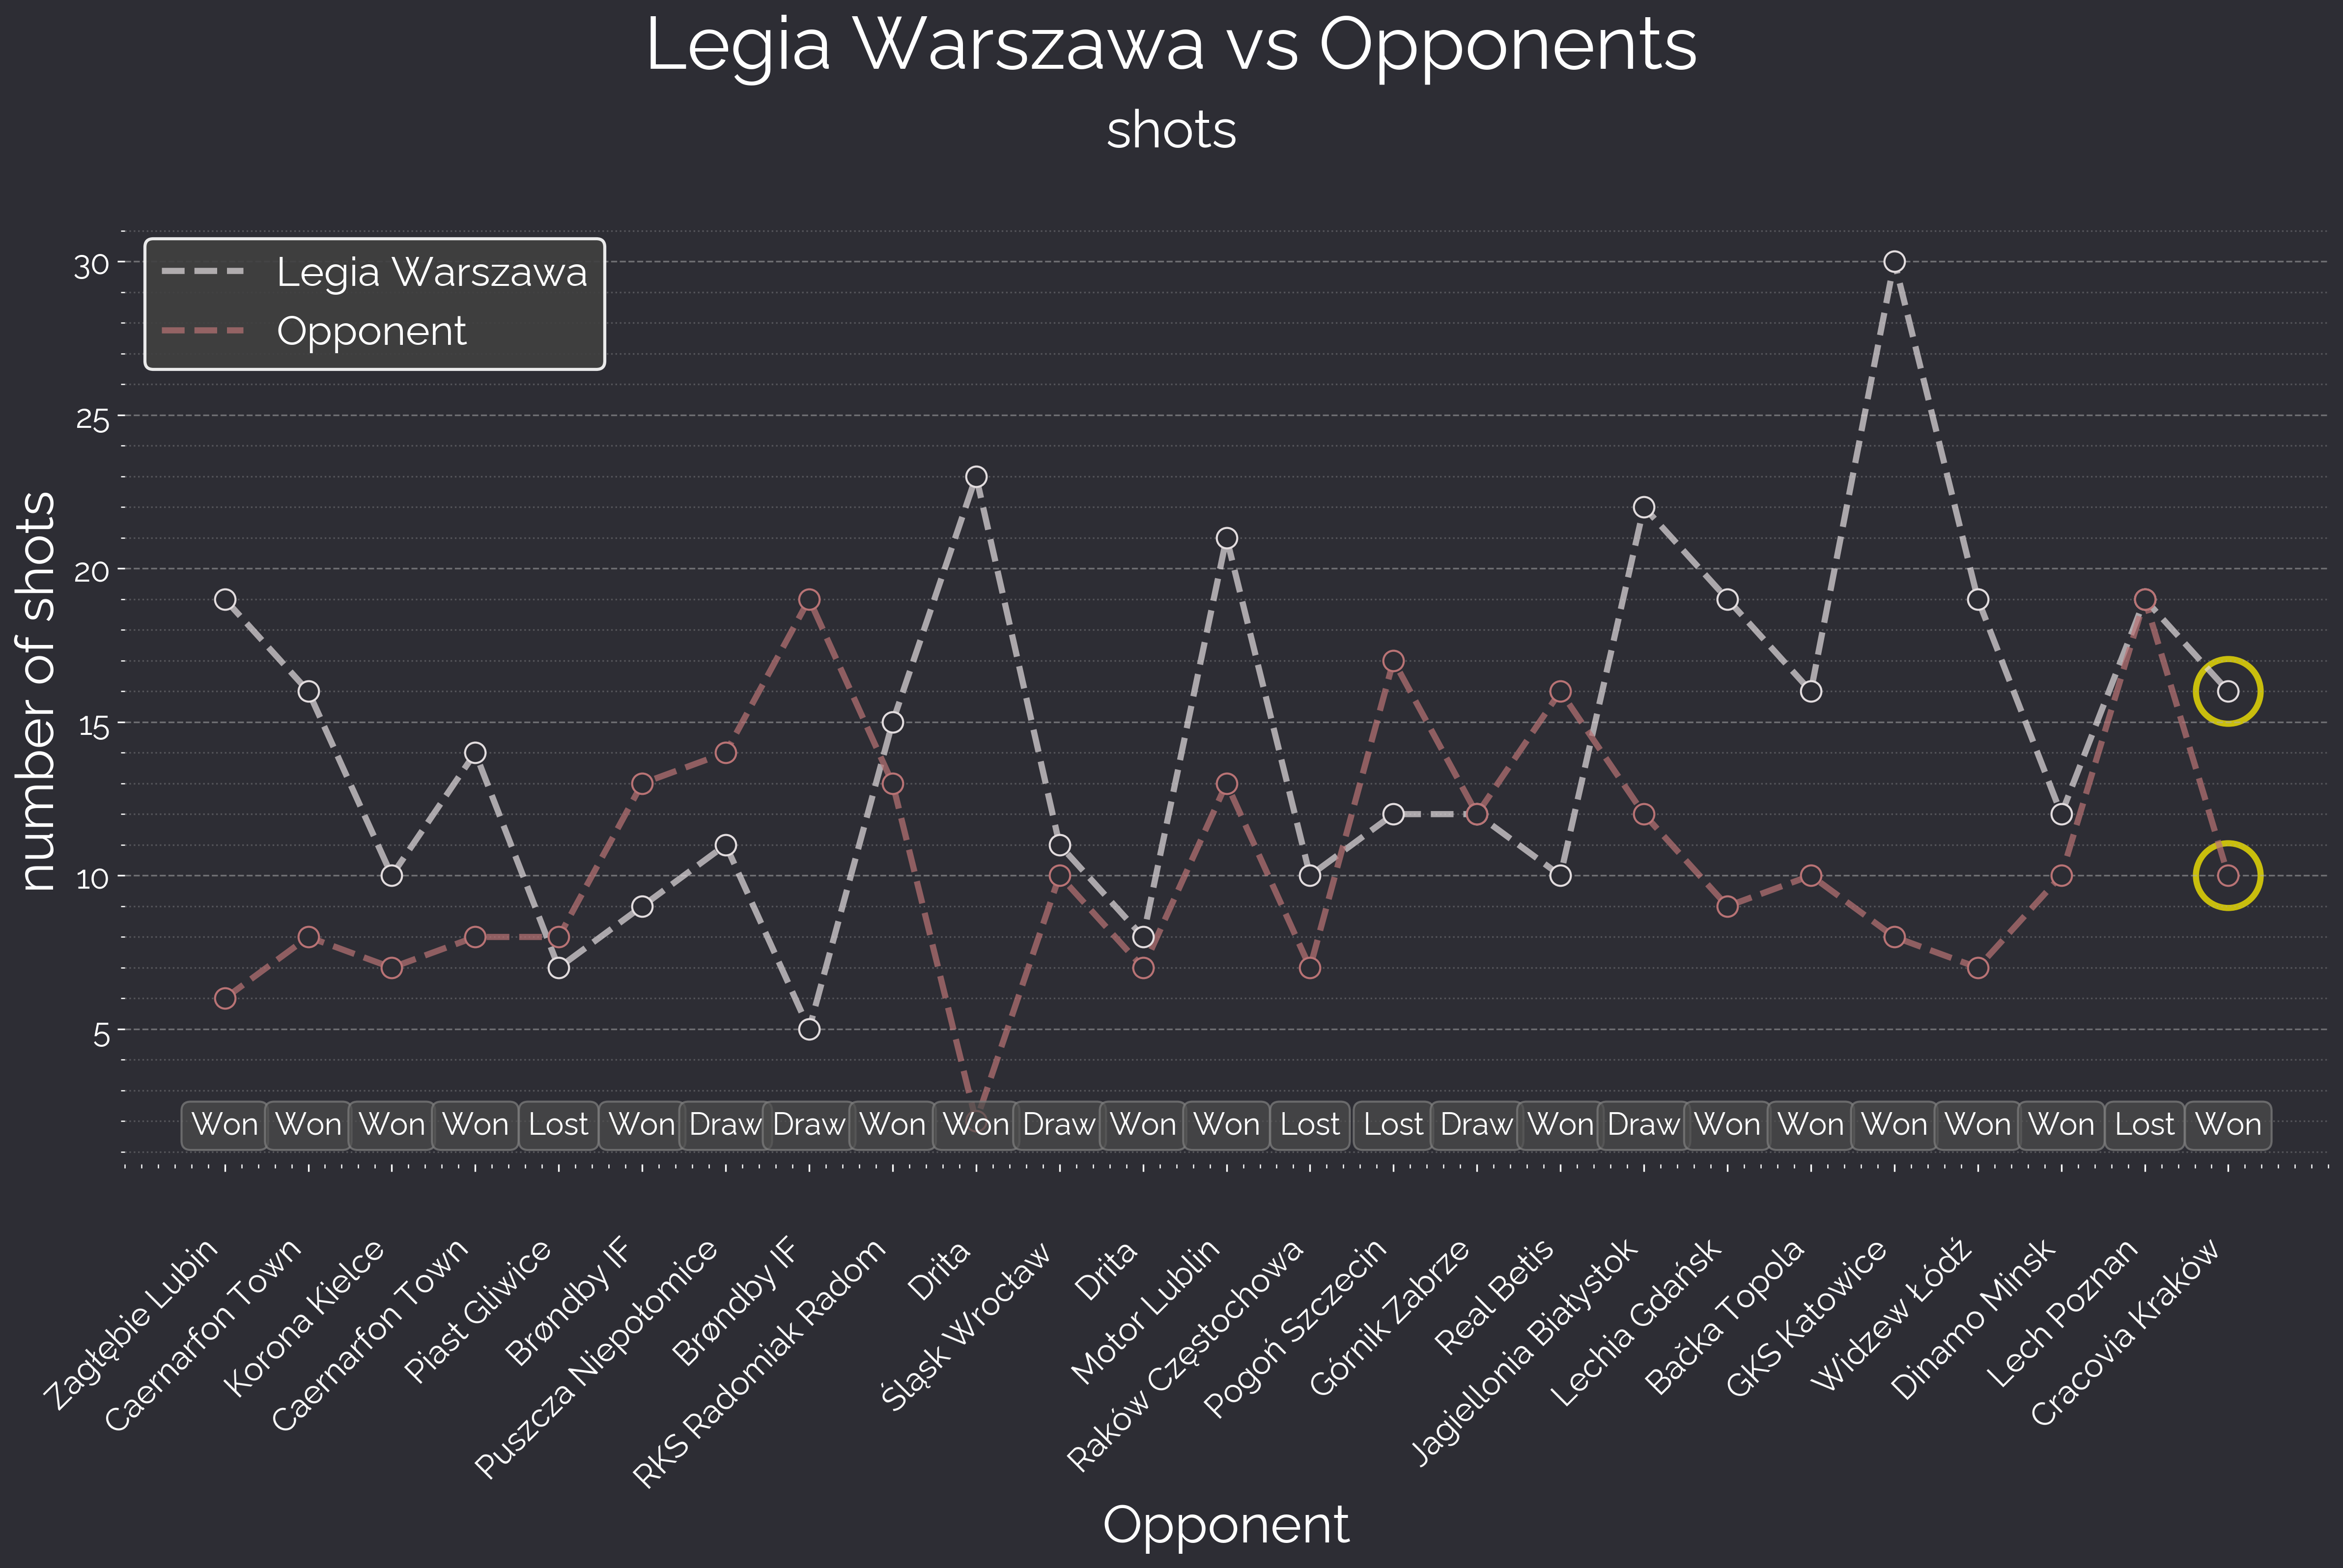 Legia Warszawa vs Opponents
shots
Legia Warszawa
Opponent
number of shots
30
25
20
15
10
5
Won Won Won Won Lost Won Draw Draw Won Won Draw Won Won Lost Lost Draw Won Draw Won Won Won Won Won Lost Won
Zagłębie Lubin
Caernarfon Town
Korona Kielce
Caernarfon Town
Piast Gliwice
Brøndby IF
Puszcza Niepołomice
Brøndby IF
RKS Radomiak Radom
Drita
Śląsk Wrocław
Drita
Motor Lublin
Raków Częstochowa
Pogoń Szczecin
Górnik Zabrze
Real Betis
Jagiellonia Białystok
Lechia Gdańsk
Bačka Topola
GKS Katowice
Widzew Łódź
Dinamo Minsk
Lech Poznan
Cracovia Kraków
Opponent